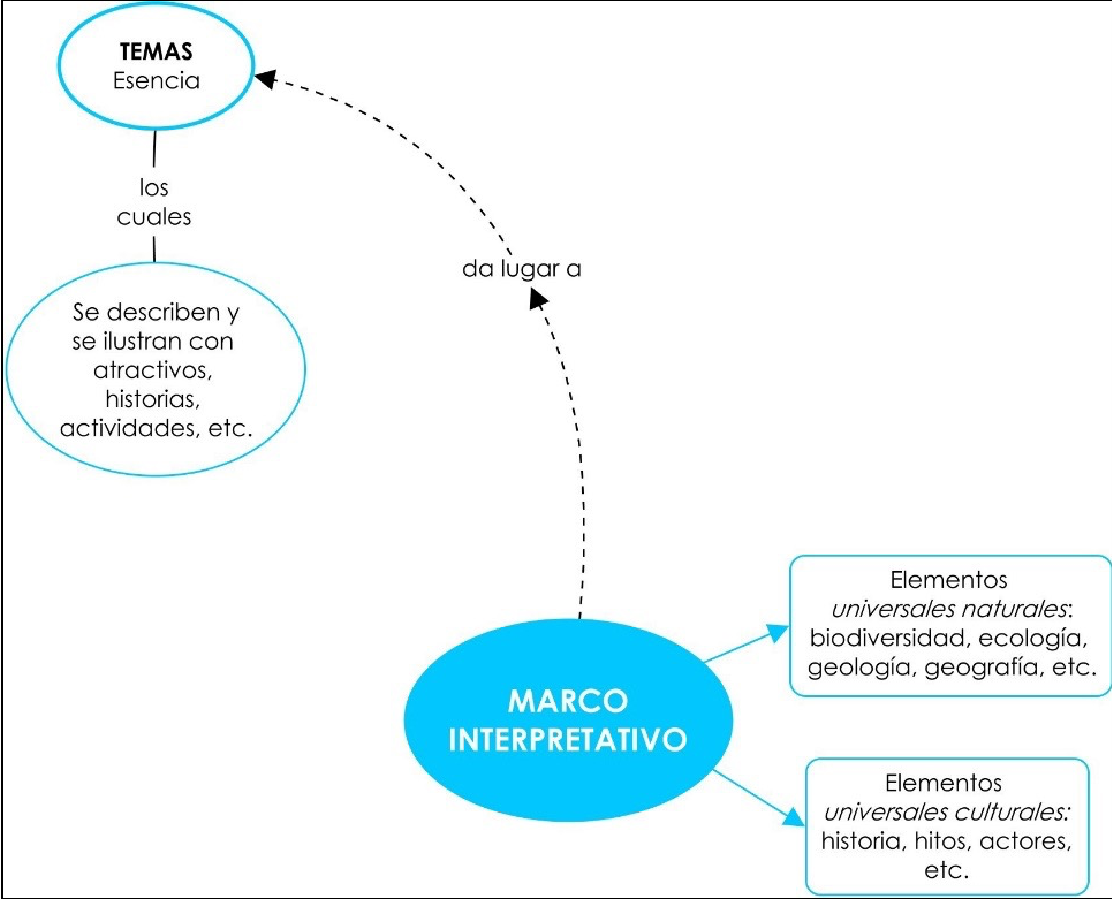 TEMAS
Esencia
los
cuales
Se describen y
se ilustran con
atractivos,
historias,
actividades, etc.
da lugar a
MARCO
INTERPRETATIVO
Elementos
universales naturales:
biodiversidad, ecología,
geología, geografía, etc.
Elementos
universales culturales:
historia, hitos, actores,
etc.